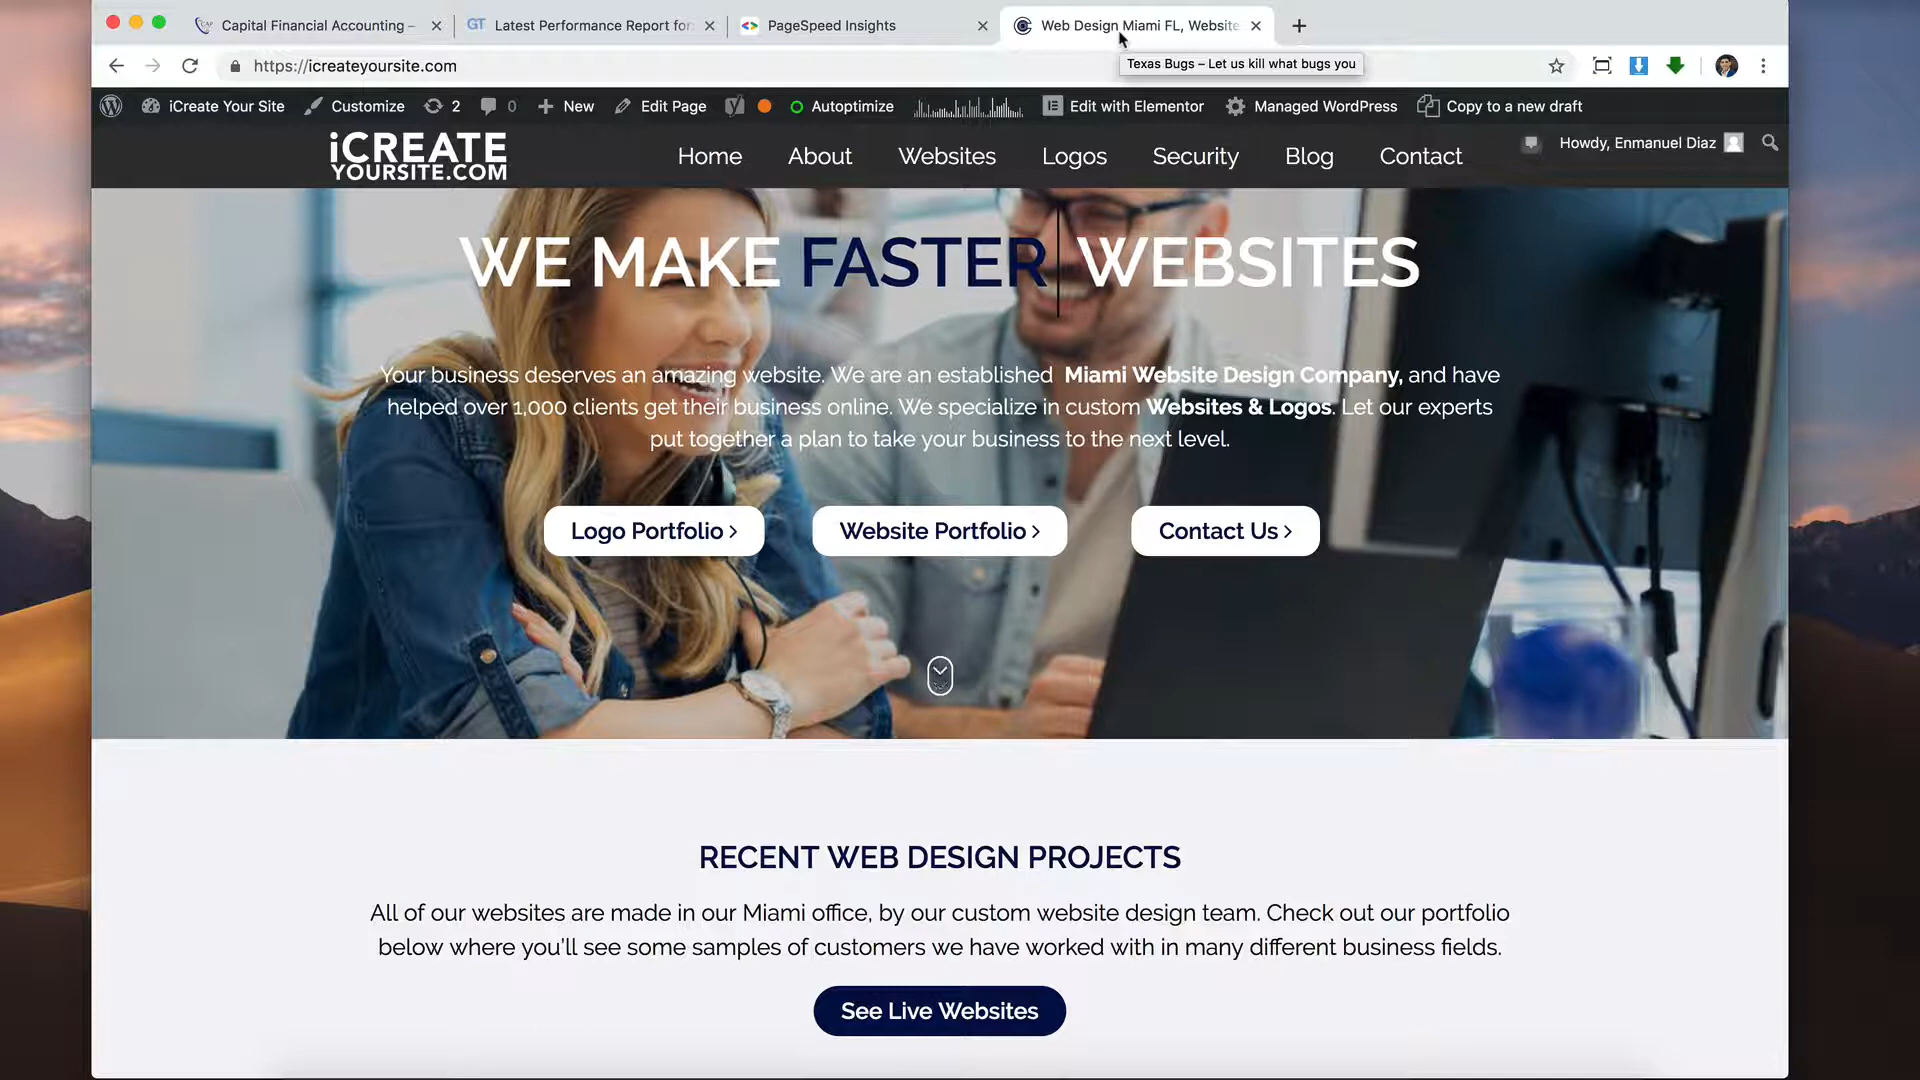 Capital Financial Accounting –
GT Latest Performance Report for
PageSpeed Insights
Web Design Miami FL, Website
https://icreateyoursite.com
Texas Bugs – Let us kill what bugs you
iCreate Your Site
Customize
2
0
New
Edit Page
Autoptimize
Edit with Elementor
Managed WordPress
Copy to a new draft
iCREATE
YOURSITE.COM
Home
About
Websites
Logos
Security
Blog
Contact
Howdy, Enmanuel Diaz
WE MAKE FASTER WEBSITES
Your business deserves an amazing website. We are an established Miami Website Design Company, and have
helped over 1,000 clients get their business online. We specialize in custom Websites & Logos. Let our experts
put together a plan to take your business to the next level.
Logo Portfolio >
Website Portfolio >
Contact Us >
RECENT WEB DESIGN PROJECTS
All of our websites are made in our Miami office, by our custom website design team. Check out our portfolio
below where you'll see some samples of customers we have worked with in many different business fields.
See Live Websites